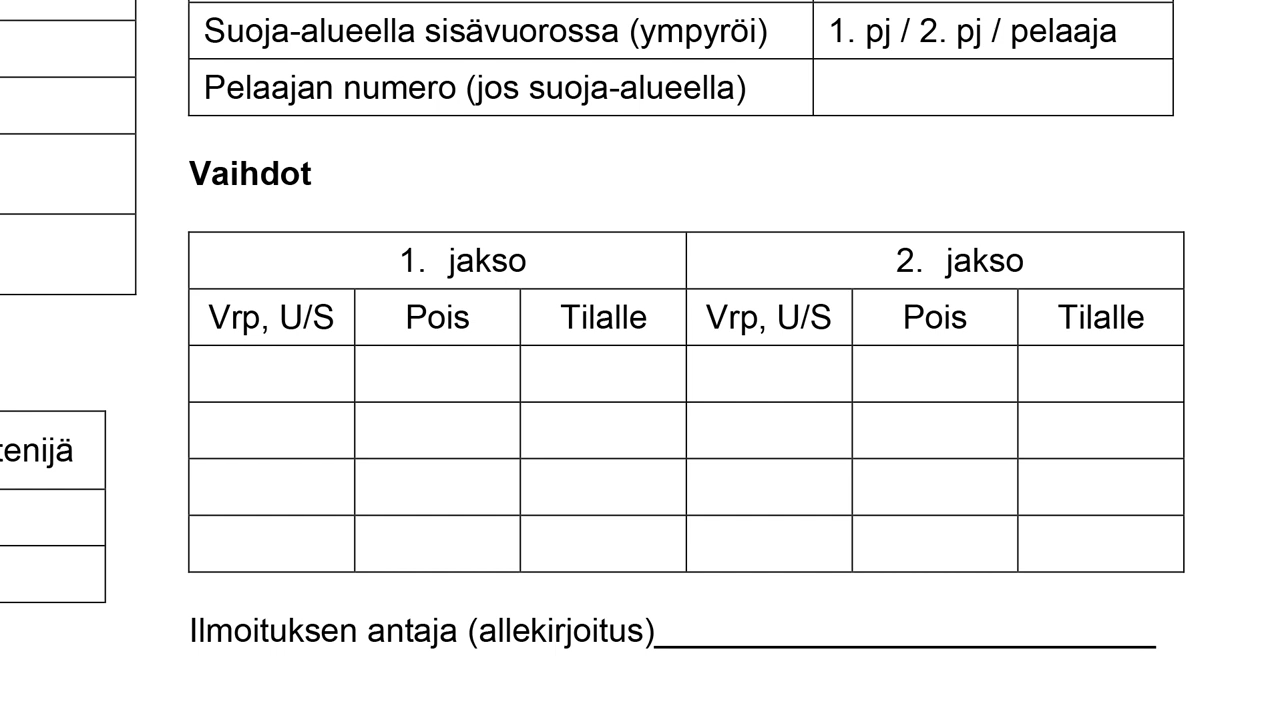 Suoja-alueella sisävuorossa (ympyröi) 1. pj / 2. pj / pelaaja
Pelaajan numero (jos suoja-alueella)
Vaihdot
1. jakso 2. jakso
Vrp, U/S Pois Tilalle Vrp, U/S Pois Tilalle
Ilmoituksen antaja (allekirjoitus)